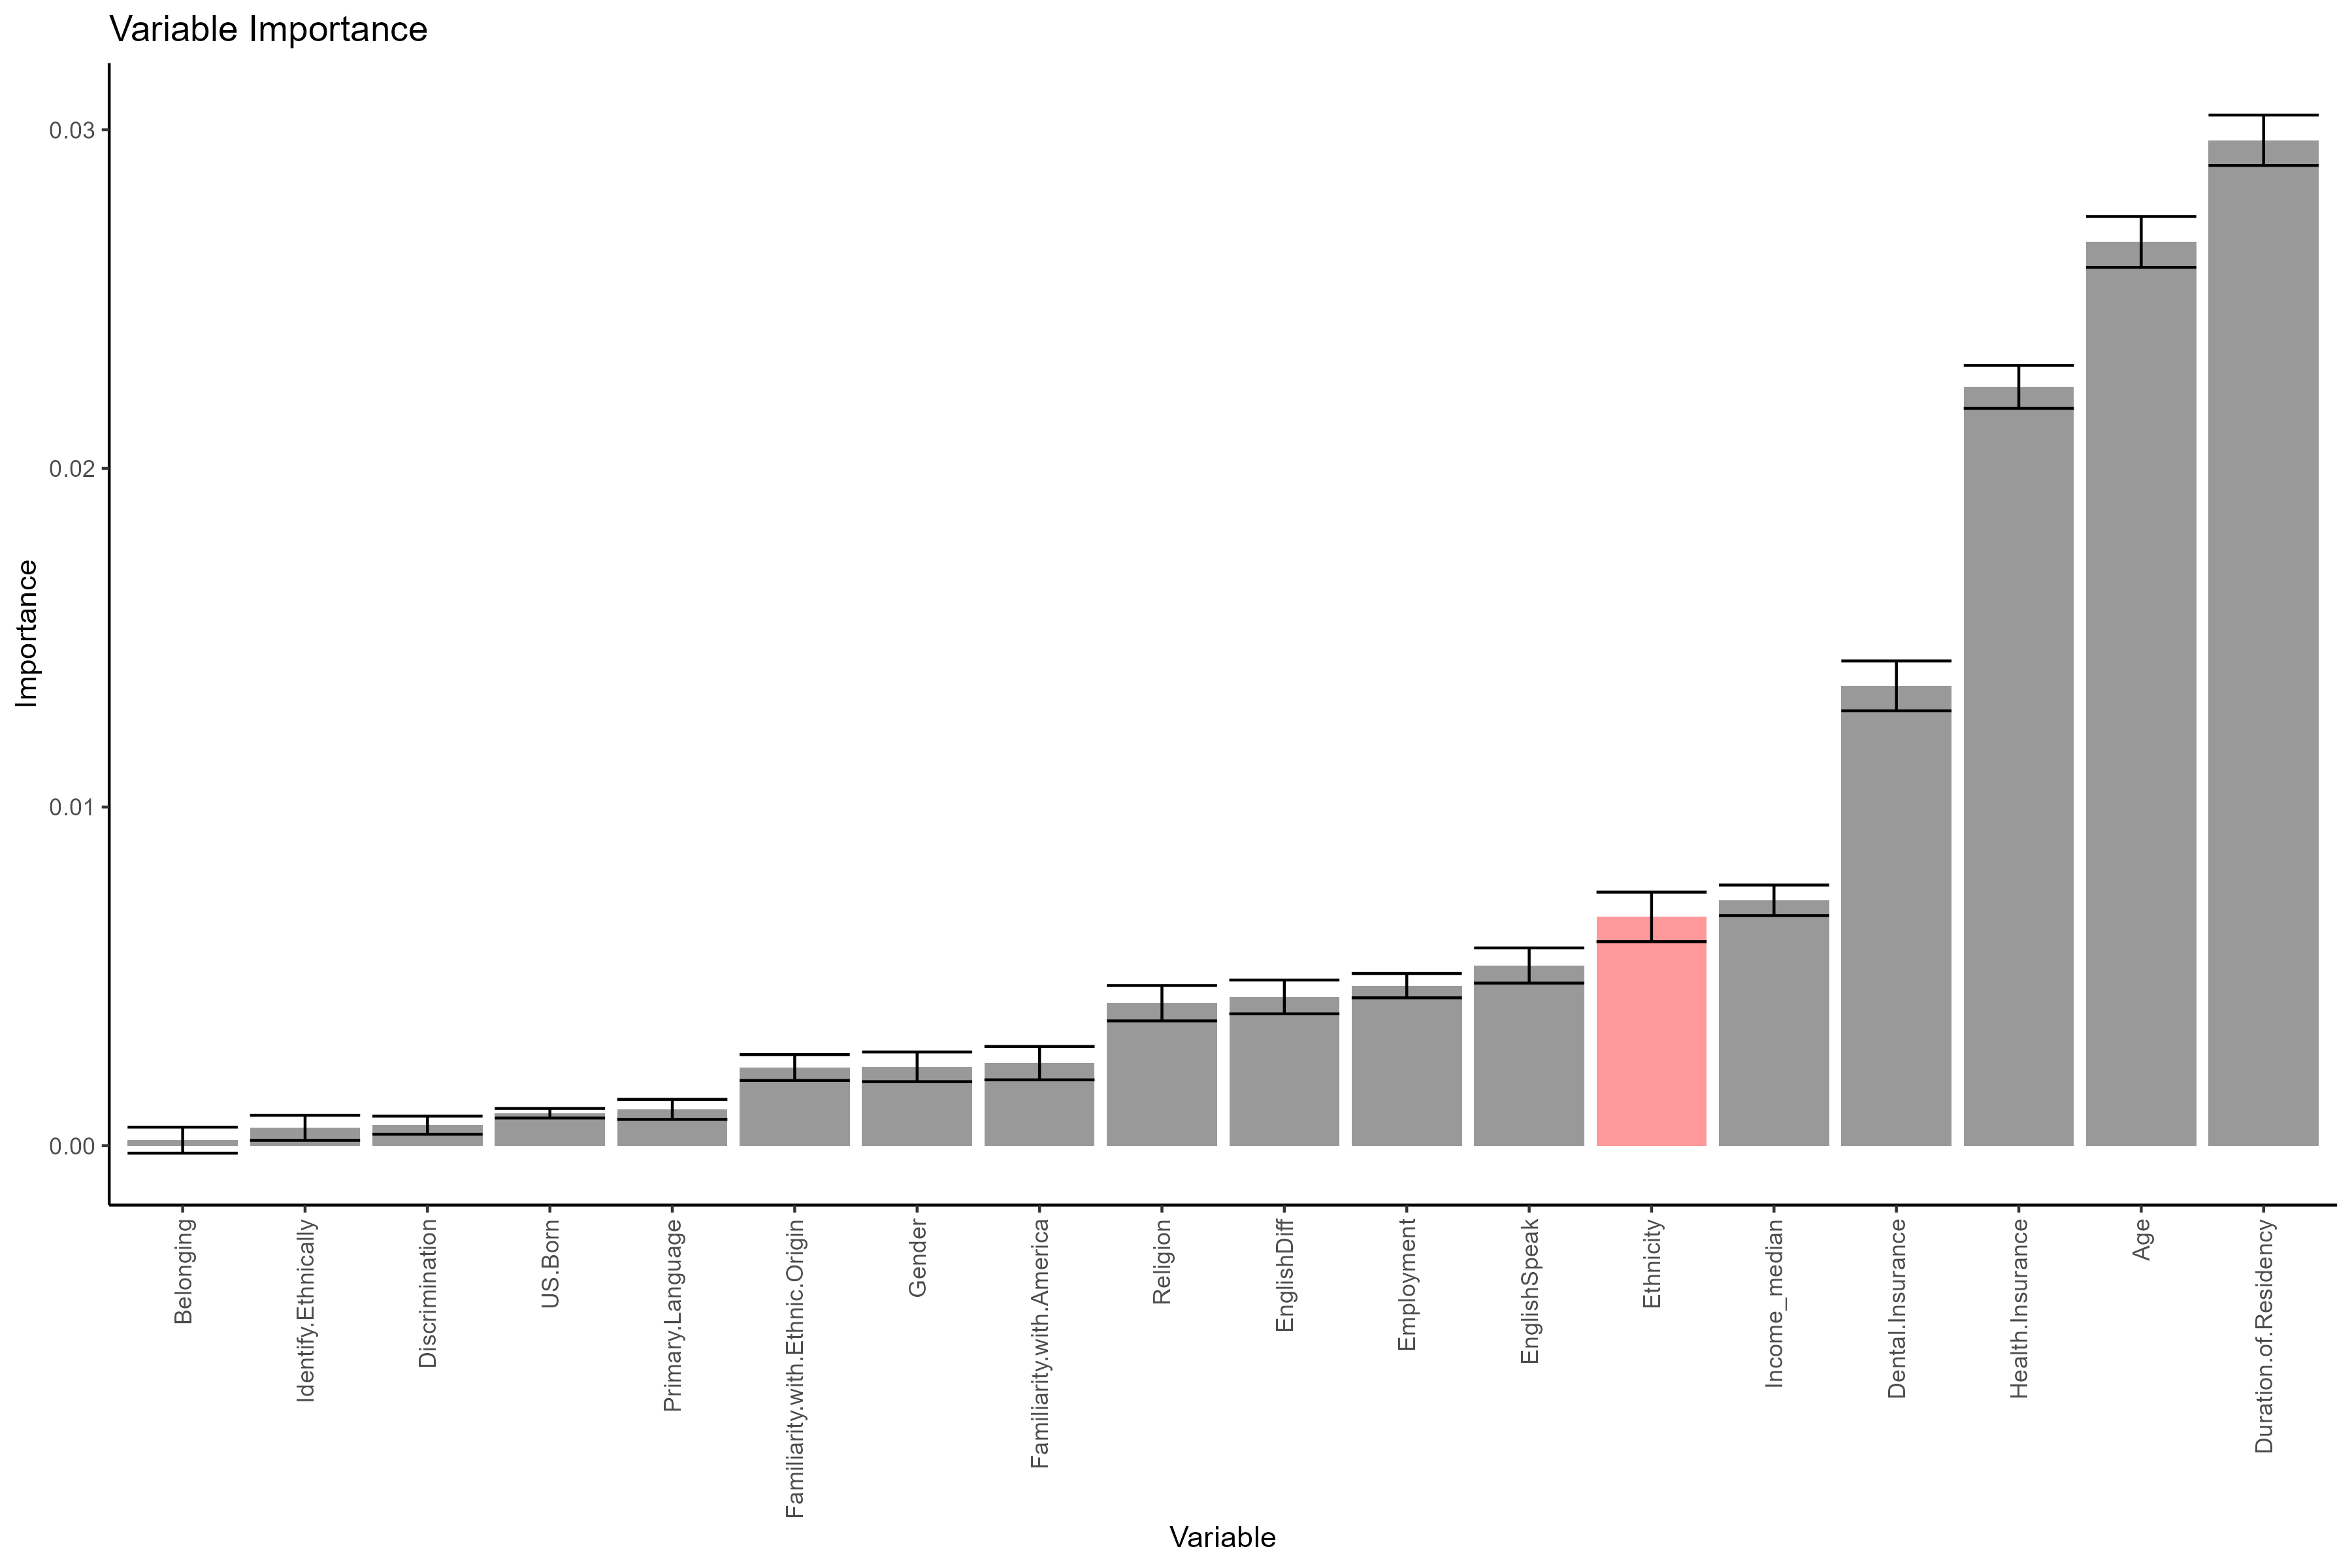 Variable Importance
Importance
0.03
0.02
0.01
0.00
Belonging
Identify.Ethnically
Discrimination
US.Born
Primary.Language
Familiarity.with.Ethnic.Origin
Gender
Familiarity.with.America
Religion
EnglishDiff
Employment
EnglishSpeak
Ethnicity
Income_median
Dental.Insurance
Health.Insurance
Age
Duration.of.Residency
Variable